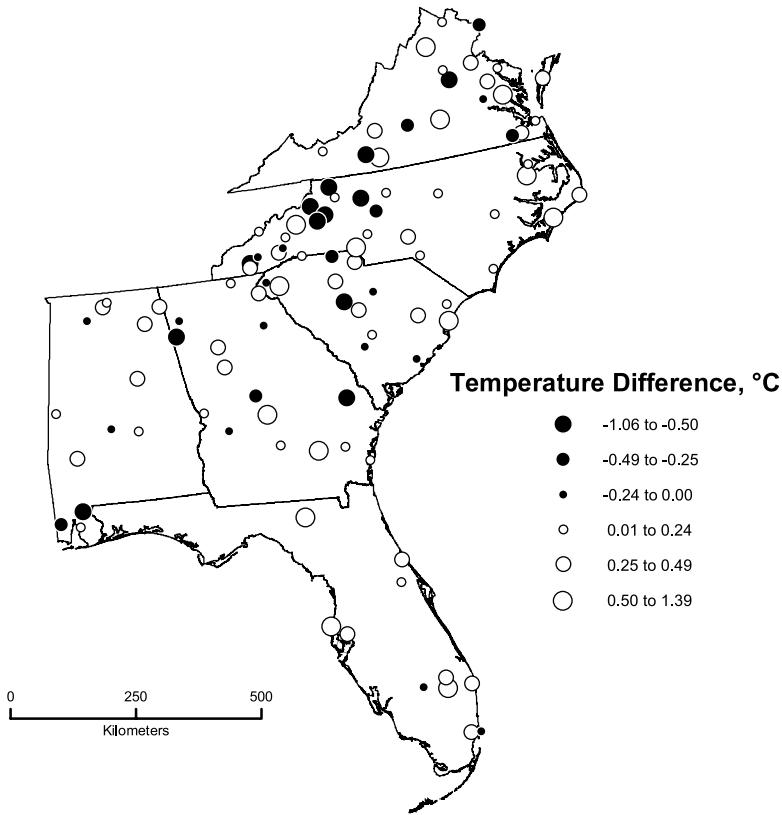 Temperature Difference, °C
-1.06 to -0.50
-0.49 to -0.25
-0.24 to 0.00
0.01 to 0.24
0.25 to 0.49
0.50 to 1.39
0 250 500
Kilometers